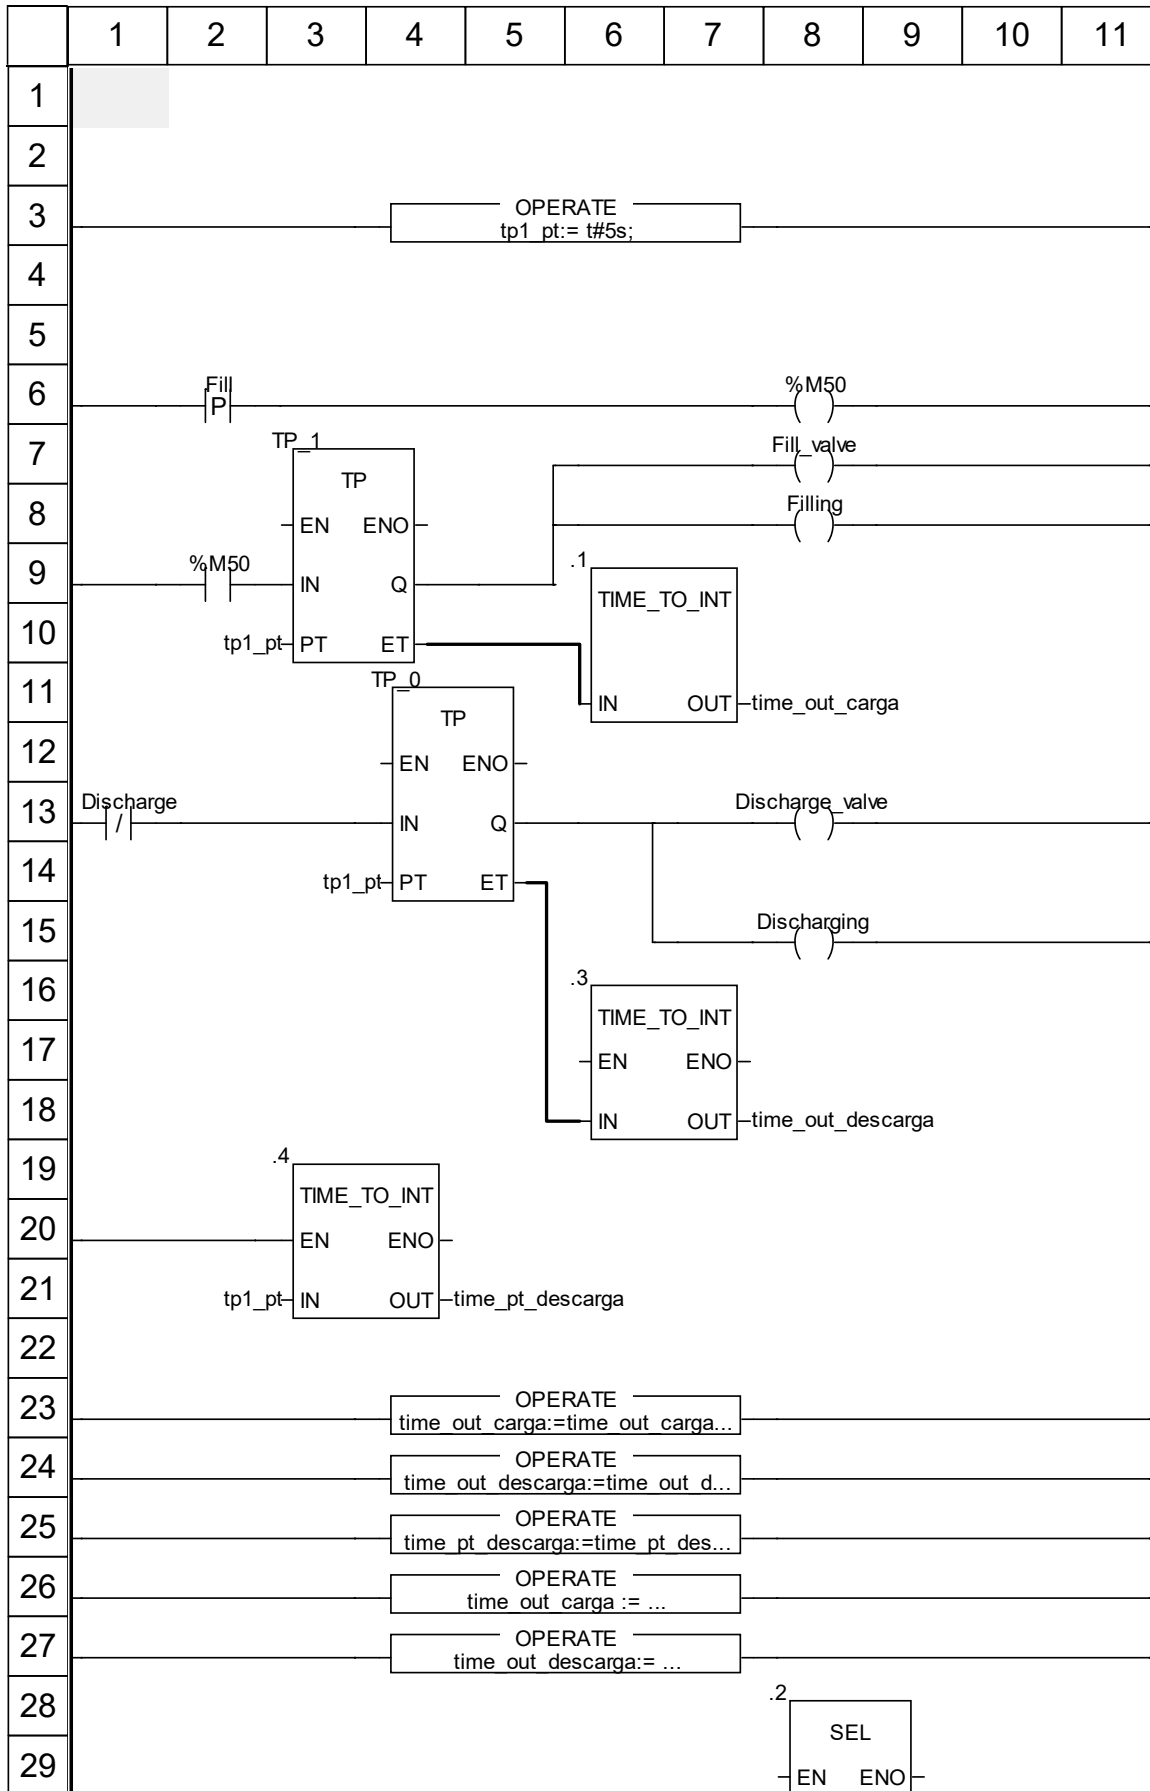 1 2 3 4 5 6 7 8 9 10 11
1
2
3
OPERATE
tp1_pt:= t#5s;
4
5
6
Fill
P
%M50
7
TP_1
TP
Fill_valve
8
EN ENO
Filling
9
%M50
IN Q
.1
TIME_TO_INT
10
tp1_pt PT ET
11
TP_0
TP
IN OUT time_out_carga
12
EN ENO
13
Discharge
/
IN Q
Discharge_valve
14
tp1_pt PT ET
15
Discharging
16
.3
TIME_TO_INT
17
EN ENO
18
IN OUT time_out_descarga
19
.4
TIME_TO_INT
20
EN ENO
21
tp1_pt IN OUT time_pt_descarga
22
23
OPERATE
time_out_carga:=time_out_carga...
24
OPERATE
time_out_descarga:=time_out_d...
25
OPERATE
time_pt_descarga:=time_pt_des...
26
OPERATE
time_out_carga := ...
27
OPERATE
time_out_descarga:= ...
28
.2
SEL
29
EN ENO